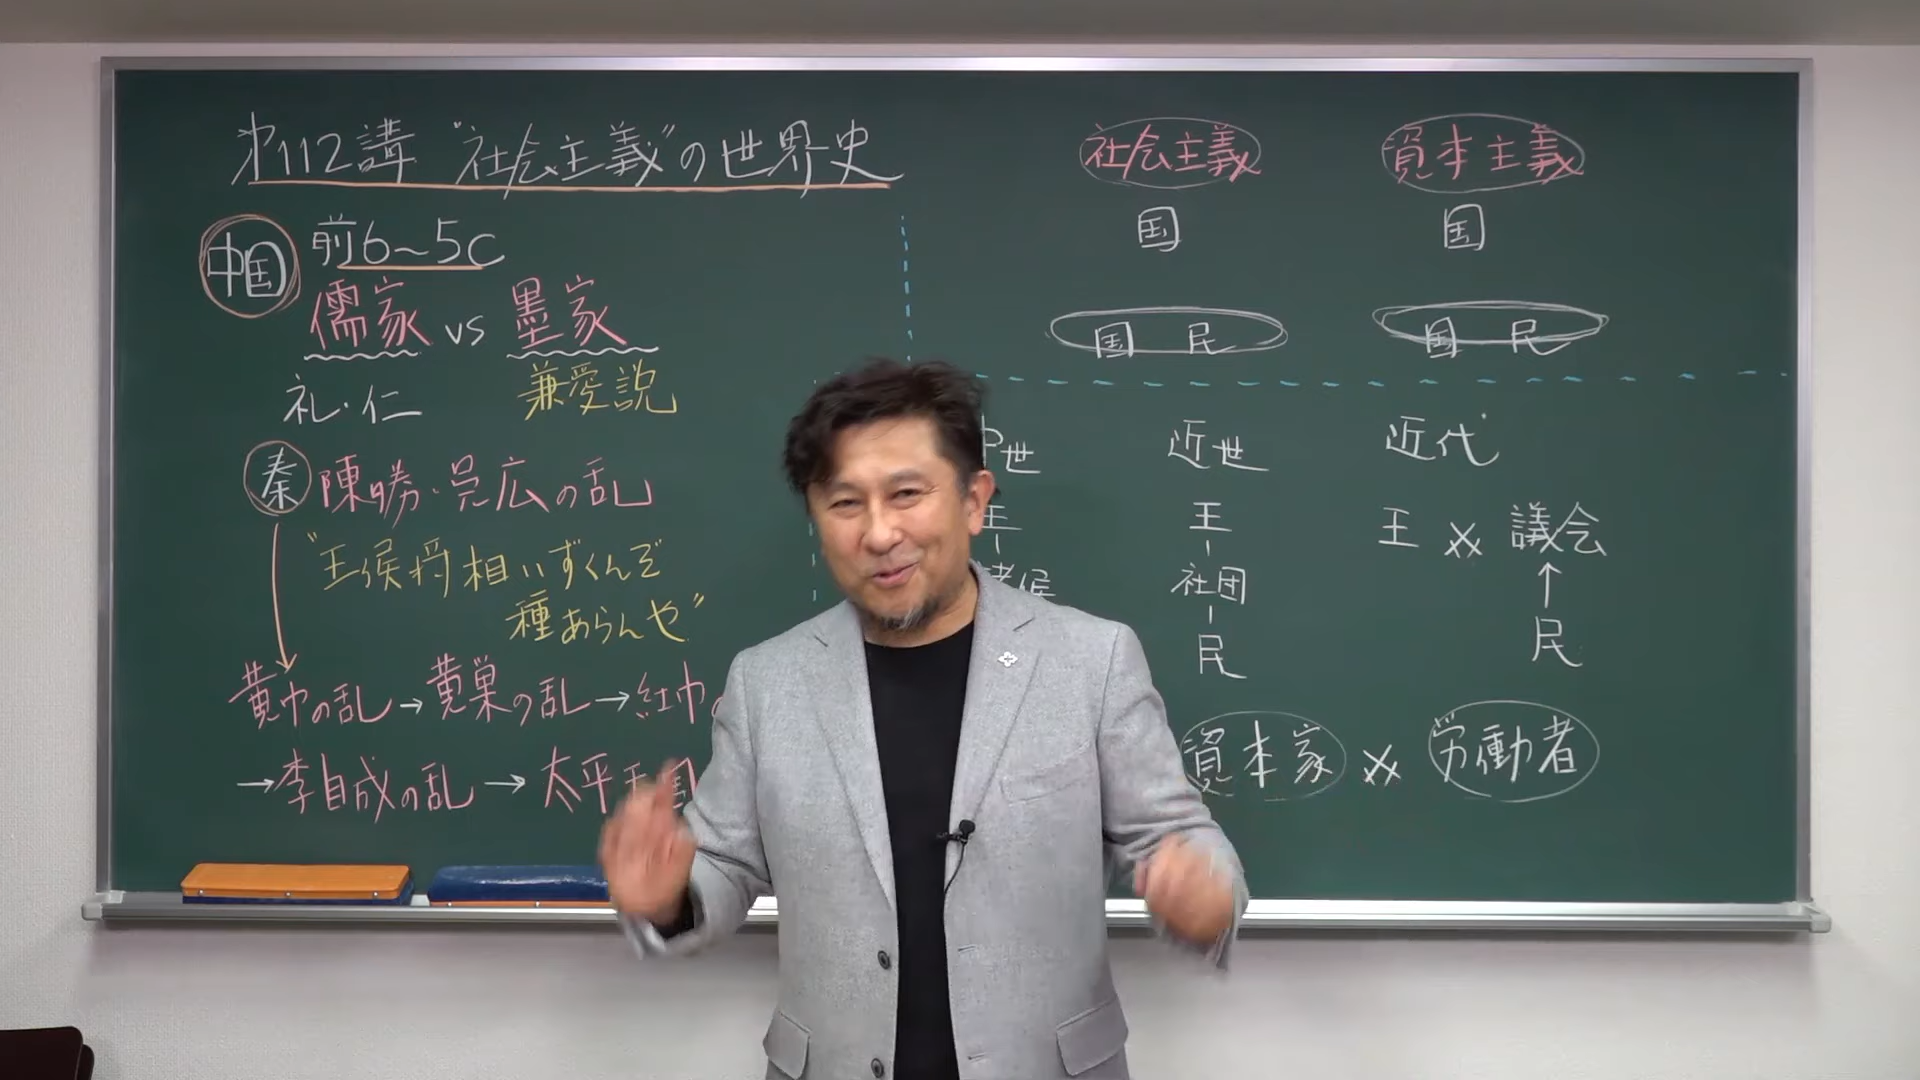 第112講 "社会主義"の世界史
中国 前6〜5c
儒家 vs 墨家
礼・仁 兼愛説
秦 陳勝・呉広の乱
"王侯将相いずくんぞ
種あらんや"
黄巾の乱→黄巣の乱→紅巾
→李自成の乱→太平天国
社会主義 資本主義
国 国
国民 国民
中世 近世 近代
王 王 王 × 議会
諸侯 社団 ↑
民 民
資本家 × 労働者